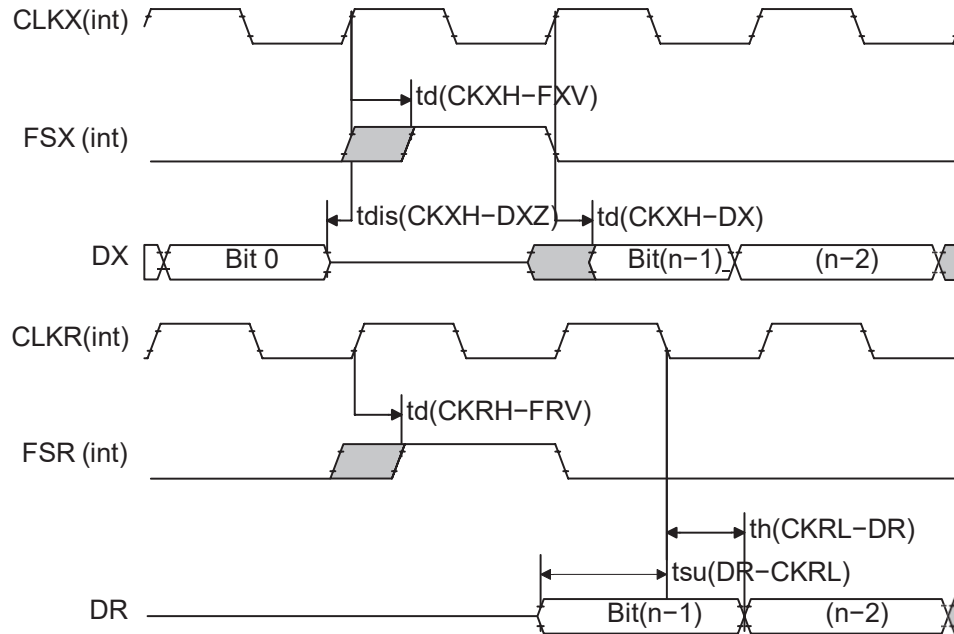 CLKX(int)
td(CKXH−FXV)
FSX (int)
tdis(CKXH−DXZ)
td(CKXH−DX)
DX
Bit 0
Bit(n−1)
(n−2)
CLKR(int)
td(CKRH−FRV)
FSR (int)
th(CKRL−DR)
tsu(DR−CKRL)
DR
Bit(n−1)
(n−2)